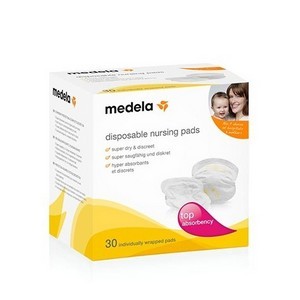 medela
disposable nursing pads
super dry & discreet
super saugfähig und diskret
hyper absorbants
et discrets
top
absorbency
30 individually wrapped pads